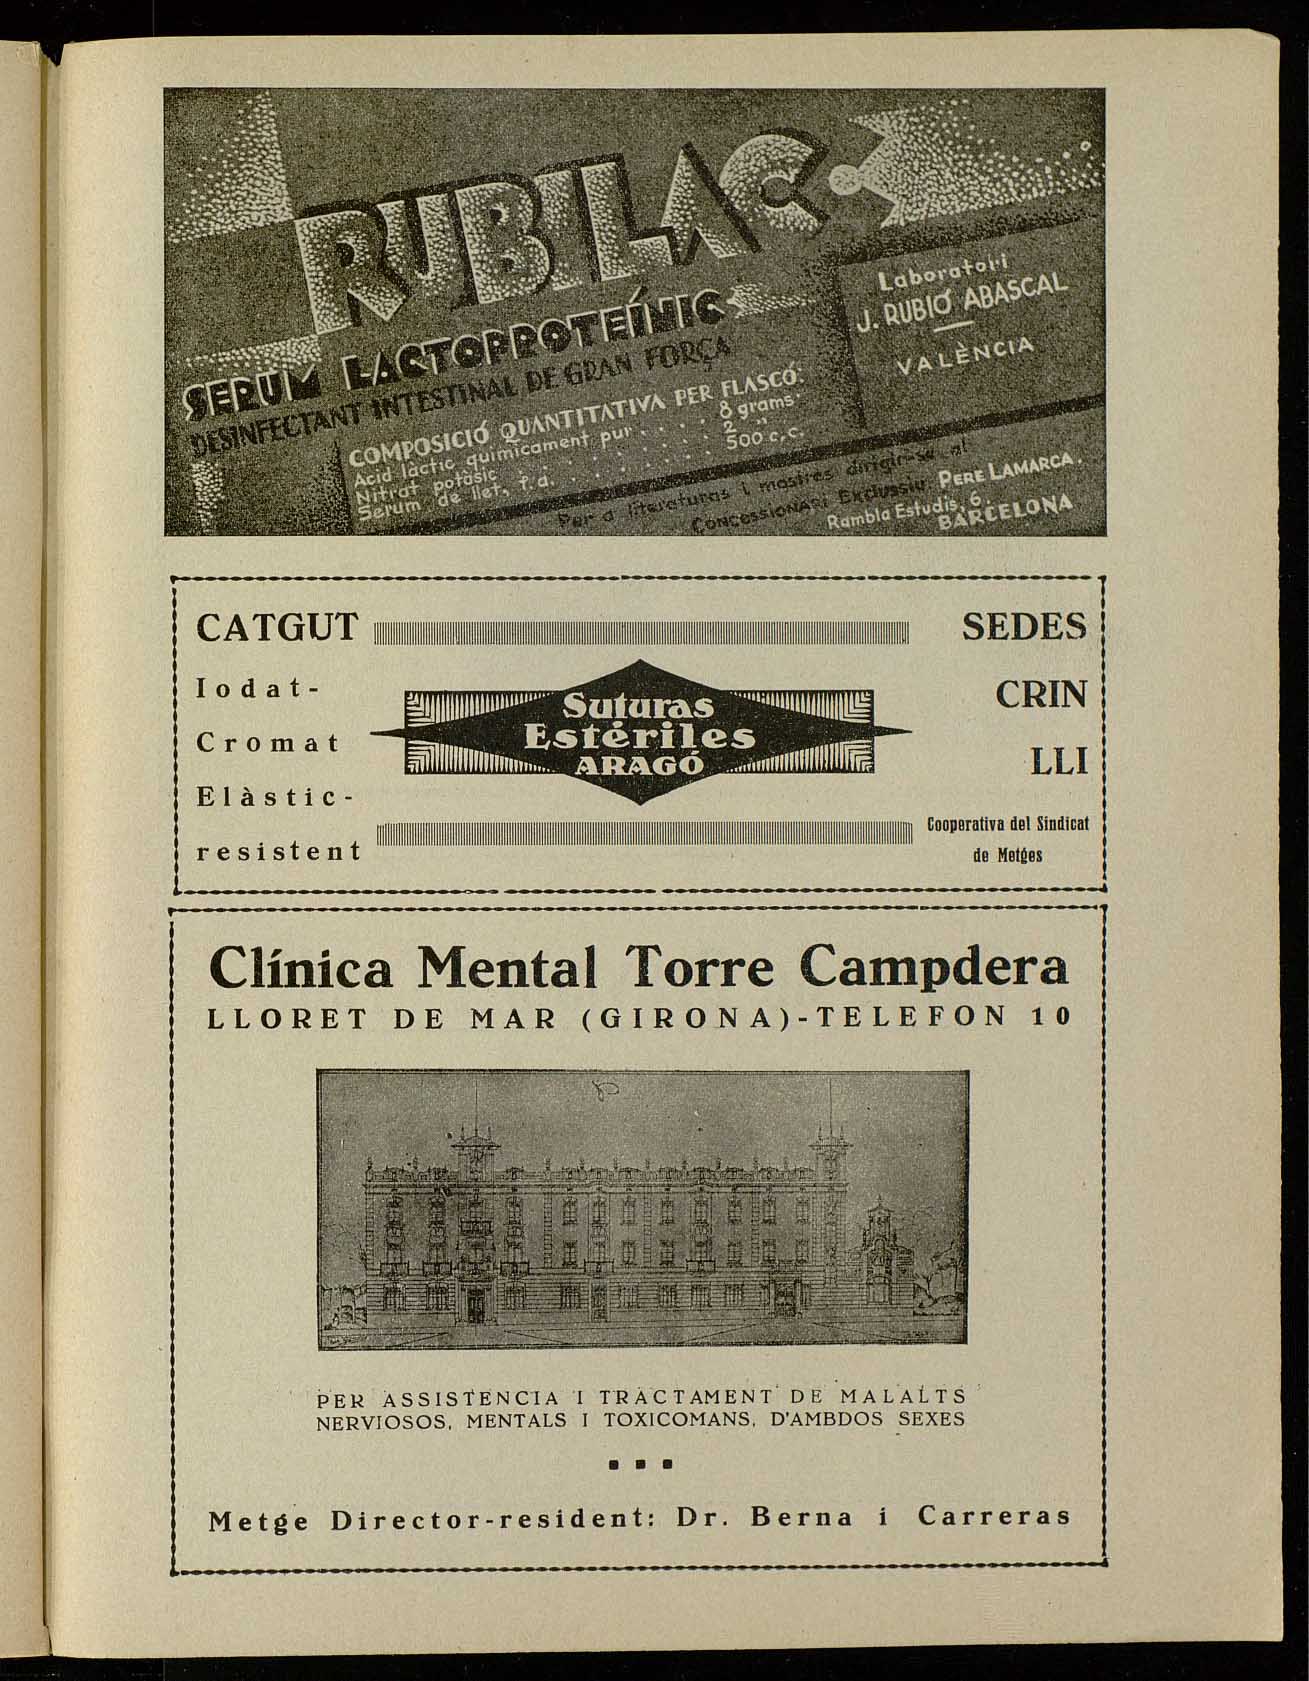 RUBILAC
SERUM LACTOPROTEÍNIC
DESINFECTANT INTESTINAL DE GRAN FORÇA
COMPOSICIÓ QUANTITATIVA PER FLASCÓ:
Acid làctic quimicament pur . . . . 8 grams.
Nitrat potàsic . . . . . . . 2 "
Serum de llet, f. d. . . . . . . 500 c. c.
Laboratori
J. RUBIÓ ABASCAL
VALÈNCIA
Per a literaturas i mostres dirigir-se al
CONCESSIONARI EXCLUSSIU, PERE LAMARCA.
Rambla Estudis, 6.
BARCELONA
CATGUT
Iodat-
Cromat
Elàstic-
resistent
Suturas
Estériles
ARAGÓ
SEDES
CRIN
LLI
Cooperativa del Sindicat
de Metges
Clínica Mental Torre Campdera
LLORET DE MAR (GIRONA)-TELEFON 10
PER ASSISTENCIA I TRACTAMENT DE MALALTS
NERVIOSOS, MENTALS I TOXICOMANS, D'AMBDOS SEXES
Metge Director-resident: Dr. Berna i Carreras